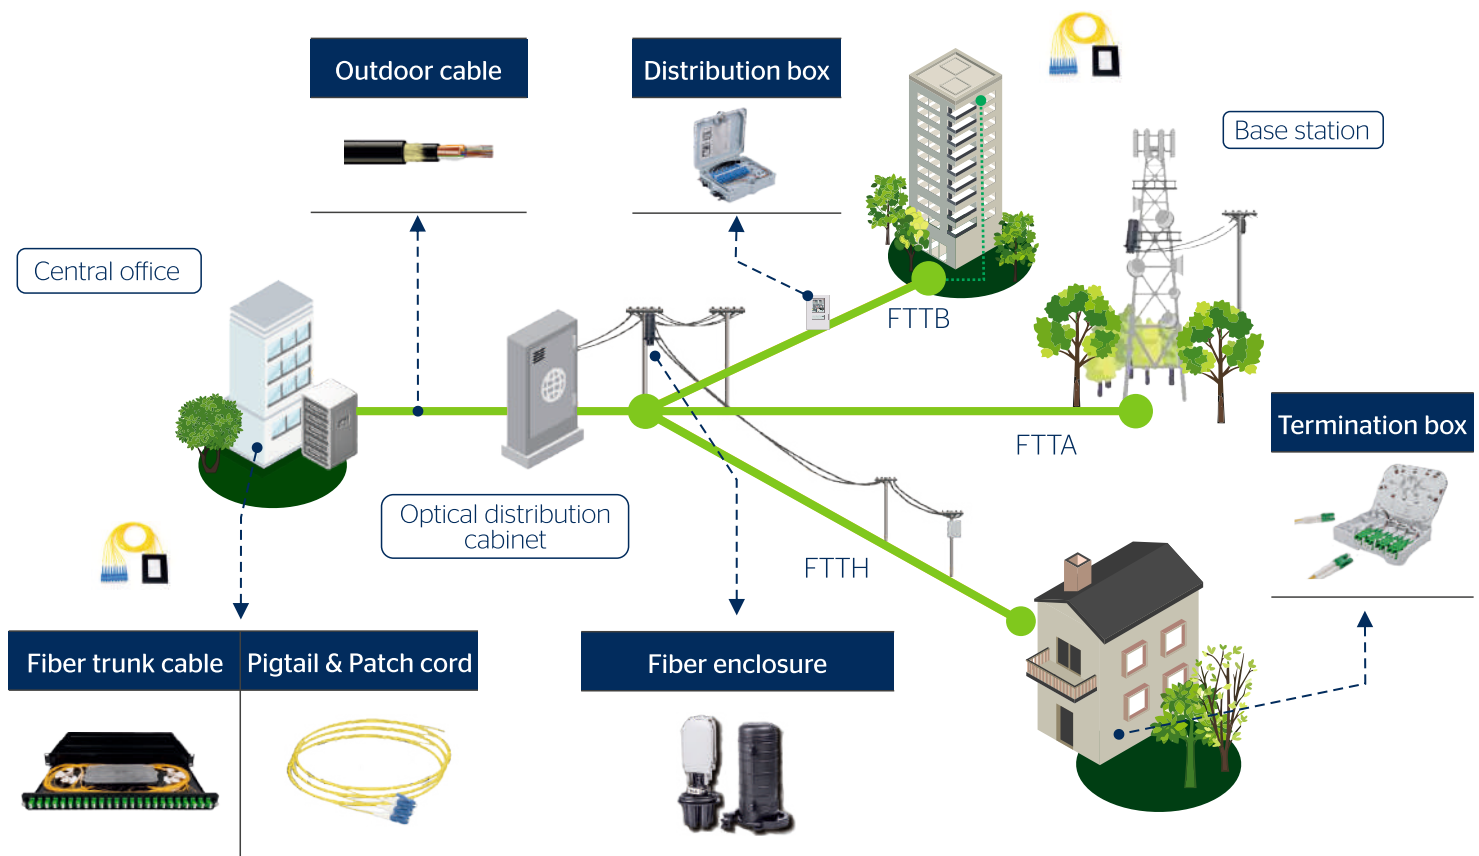 Outdoor cable
Distribution box
Base station
Central office
FTTB
FTTA
Termination box
Optical distribution
cabinet
FTTH
Fiber trunk cable
Pigtail & Patch cord
Fiber enclosure